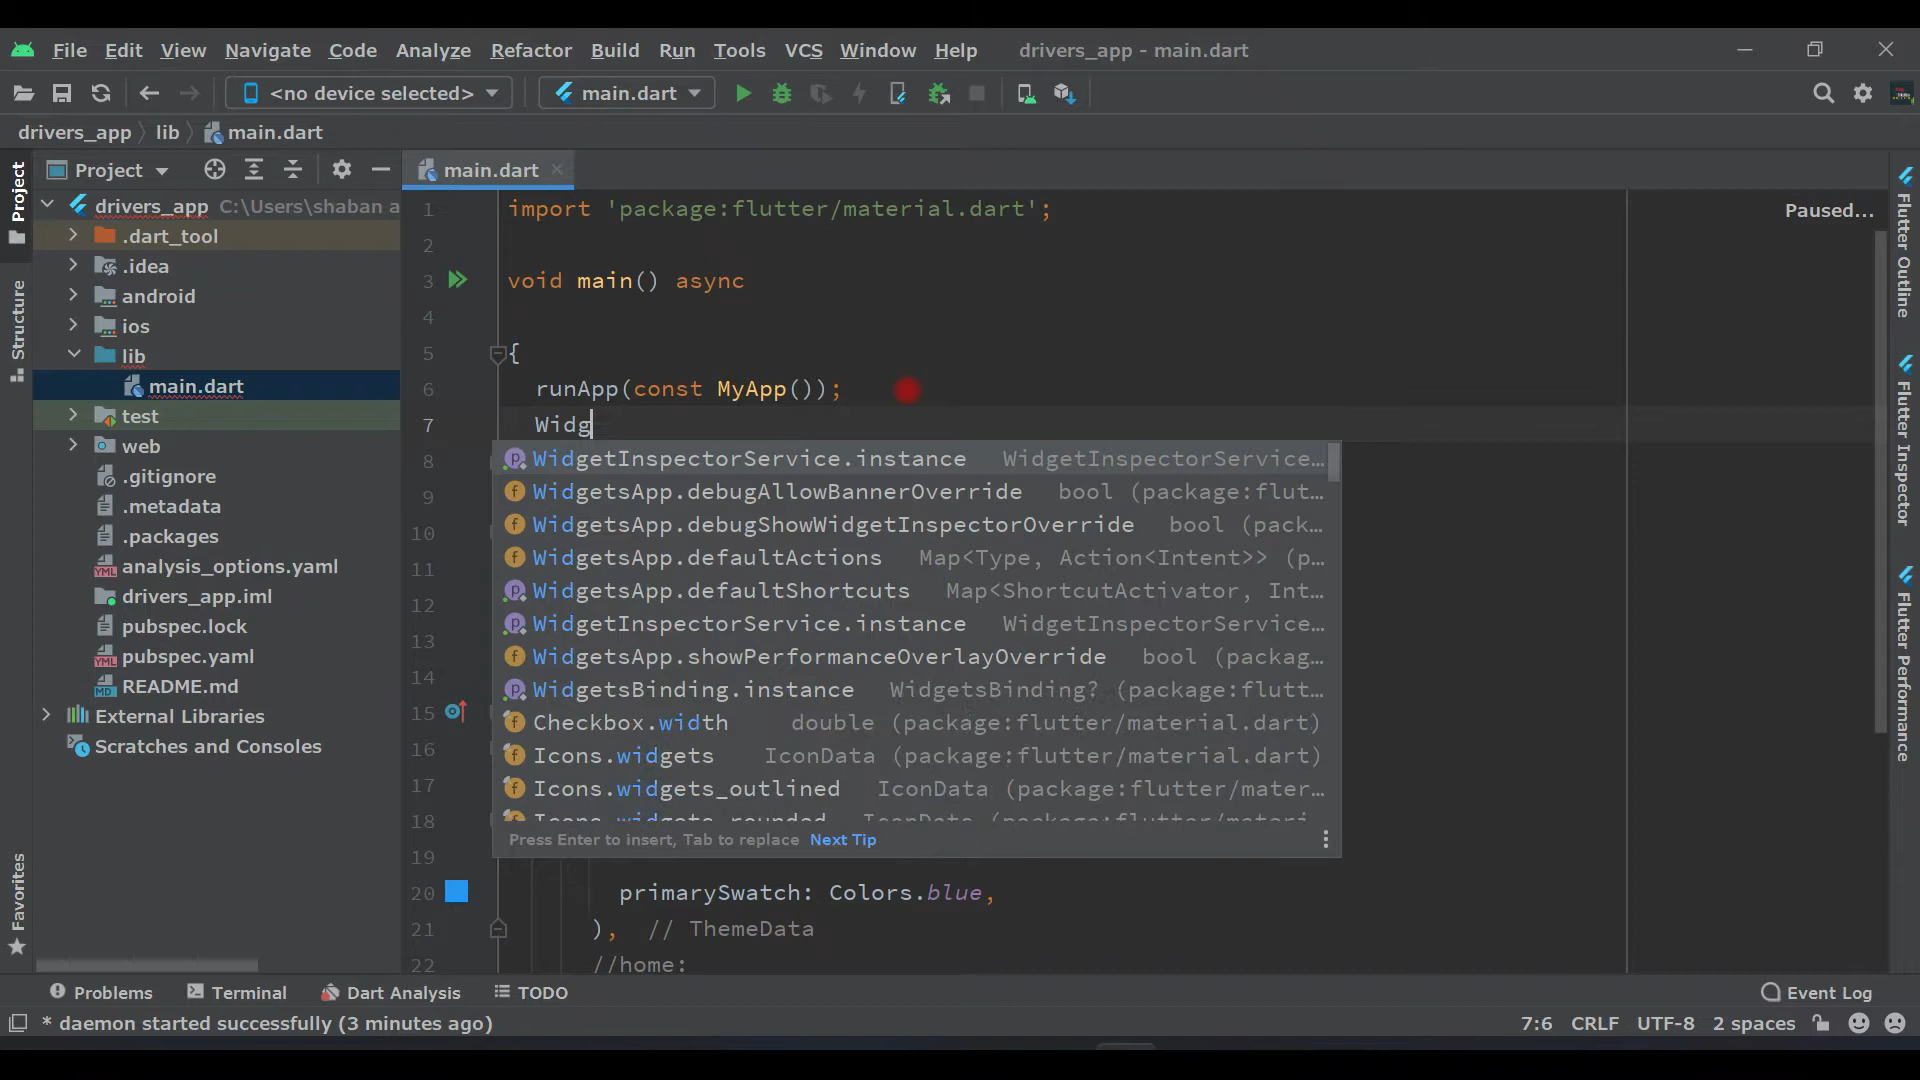 File Edit View Navigate Code Analyze Refactor Build Run Tools VCS Window Help drivers_app - main.dart
<no device selected> main.dart
drivers_app lib main.dart
Project
main.dart
Project
Structure
Favorites
drivers_app C:\Users\shaban a
.dart_tool
.idea
android
ios
lib
main.dart
test
web
.gitignore
.metadata
.packages
analysis_options.yaml
drivers_app.iml
pubspec.lock
pubspec.yaml
README.md
External Libraries
Scratches and Consoles
1 import 'package:flutter/material.dart';
Paused...
2
3 void main() async
4
5 {
6 runApp(const MyApp());
7 Widg
8
9
10
11
12
13
14
15
16
17
18
19
WidgetInspectorService.instance WidgetInspectorService…
WidgetsApp.debugAllowBannerOverride bool (package:flut…
WidgetsApp.debugShowWidgetInspectorOverride bool (pack…
WidgetsApp.defaultActions Map<Type, Action<Intent>> (p…
WidgetsApp.defaultShortcuts Map<ShortcutActivator, Int…
WidgetInspectorService.instance WidgetInspectorService…
WidgetsApp.showPerformanceOverlayOverride bool (packag…
WidgetsBinding.instance WidgetsBinding? (package:flutt…
Checkbox.width double (package:flutter/material.dart)
Icons.widgets IconData (package:flutter/material.dart)
Icons.widgets_outlined IconData (package:flutter/mater…
Icons.widgets_rounded IconData (package:flutter/materi…
Press Enter to insert, Tab to replace Next Tip
20 primarySwatch: Colors.blue,
21 ), // ThemeData
22 //home:
Flutter Outline
Flutter Inspector
Flutter Performance
Problems Terminal Dart Analysis TODO Event Log
* daemon started successfully (3 minutes ago) 7:6 CRLF UTF-8 2 spaces